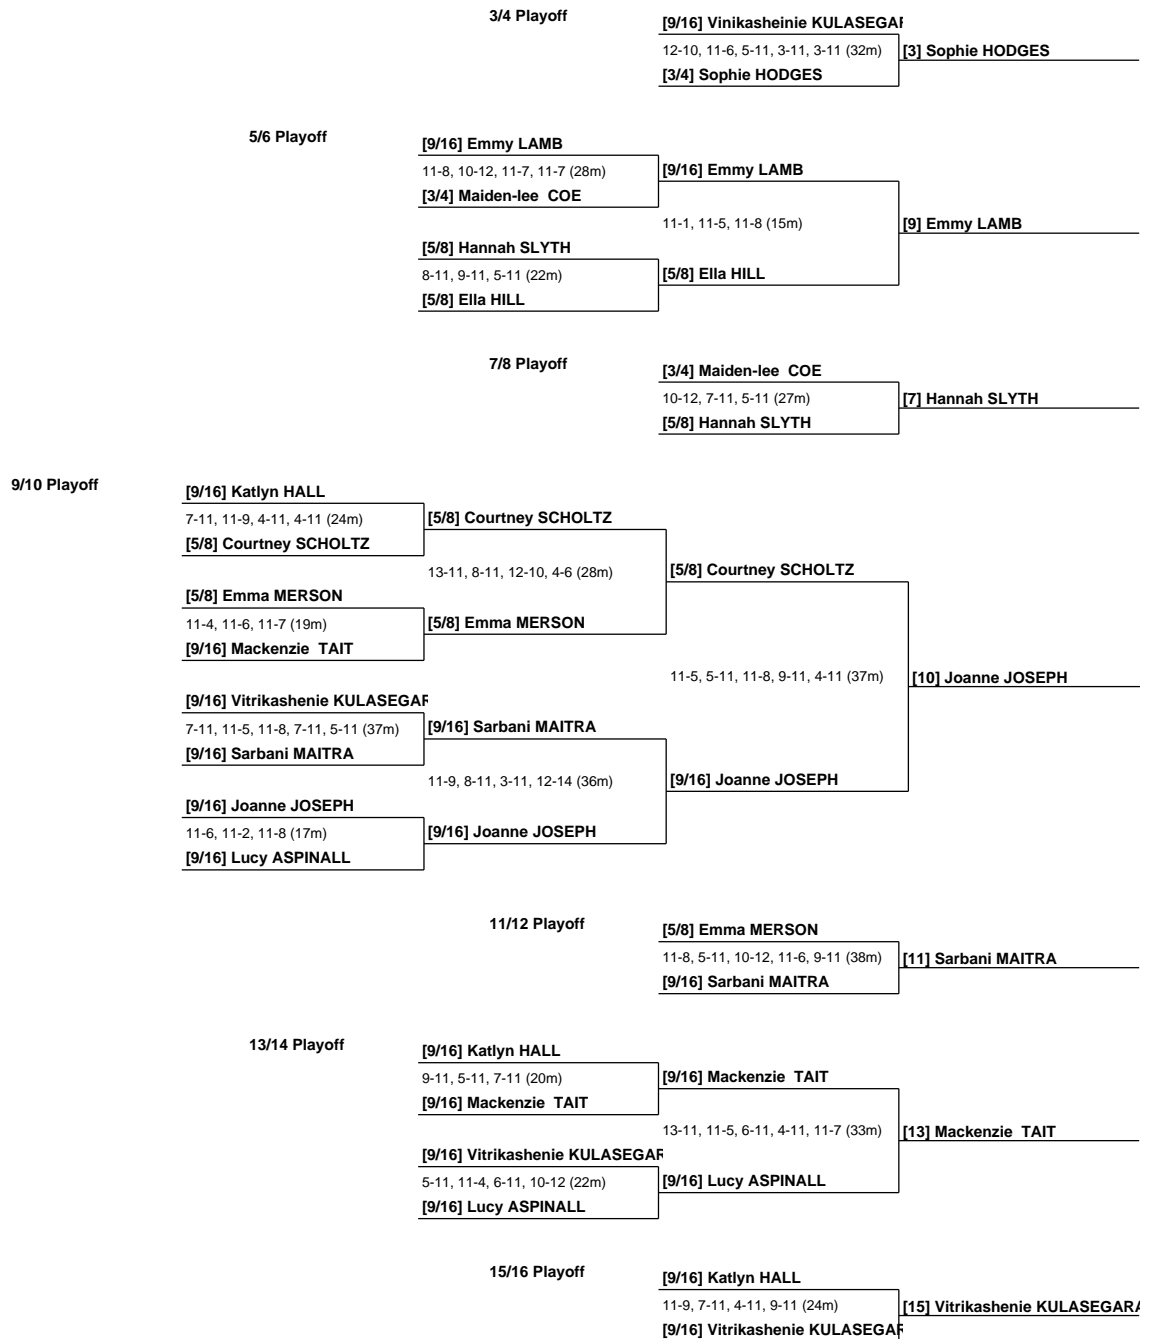 3/4 Playoff
[9/16] Vinikasheinie KULASEGAR
12-10, 11-6, 5-11, 3-11, 3-11 (32m)
[3] Sophie HODGES
[3/4] Sophie HODGES
5/6 Playoff
[9/16] Emmy LAMB
11-8, 10-12, 11-7, 11-7 (28m)
[9/16] Emmy LAMB
[3/4] Maiden-lee COE
11-1, 11-5, 11-8 (15m)
[9] Emmy LAMB
[5/8] Hannah SLYTH
8-11, 9-11, 5-11 (22m)
[5/8] Ella HILL
[5/8] Ella HILL
7/8 Playoff
[3/4] Maiden-lee COE
10-12, 7-11, 5-11 (27m)
[7] Hannah SLYTH
[5/8] Hannah SLYTH
9/10 Playoff
[9/16] Katlyn HALL
7-11, 11-9, 4-11, 4-11 (24m)
[5/8] Courtney SCHOLTZ
[5/8] Courtney SCHOLTZ
13-11, 8-11, 12-10, 4-6 (28m)
[5/8] Courtney SCHOLTZ
[5/8] Emma MERSON
11-4, 11-6, 11-7 (19m)
[5/8] Emma MERSON
[9/16] Mackenzie TAIT
11-5, 5-11, 11-8, 9-11, 4-11 (37m)
[10] Joanne JOSEPH
[9/16] Vitrikashenie KULASEGAR
7-11, 11-5, 11-8, 7-11, 5-11 (37m)
[9/16] Sarbani MAITRA
[9/16] Sarbani MAITRA
11-9, 8-11, 3-11, 12-14 (36m)
[9/16] Joanne JOSEPH
[9/16] Joanne JOSEPH
11-6, 11-2, 11-8 (17m)
[9/16] Joanne JOSEPH
[9/16] Lucy ASPINALL
11/12 Playoff
[5/8] Emma MERSON
11-8, 5-11, 10-12, 11-6, 9-11 (38m)
[11] Sarbani MAITRA
[9/16] Sarbani MAITRA
13/14 Playoff
[9/16] Katlyn HALL
9-11, 5-11, 7-11 (20m)
[9/16] Mackenzie TAIT
[9/16] Mackenzie TAIT
13-11, 11-5, 6-11, 4-11, 11-7 (33m)
[13] Mackenzie TAIT
[9/16] Vitrikashenie KULASEGAR
5-11, 11-4, 6-11, 10-12 (22m)
[9/16] Lucy ASPINALL
[9/16] Lucy ASPINALL
15/16 Playoff
[9/16] Katlyn HALL
11-9, 7-11, 4-11, 9-11 (24m)
[15] Vitrikashenie KULASEGARA
[9/16] Vitrikashenie KULASEGAR